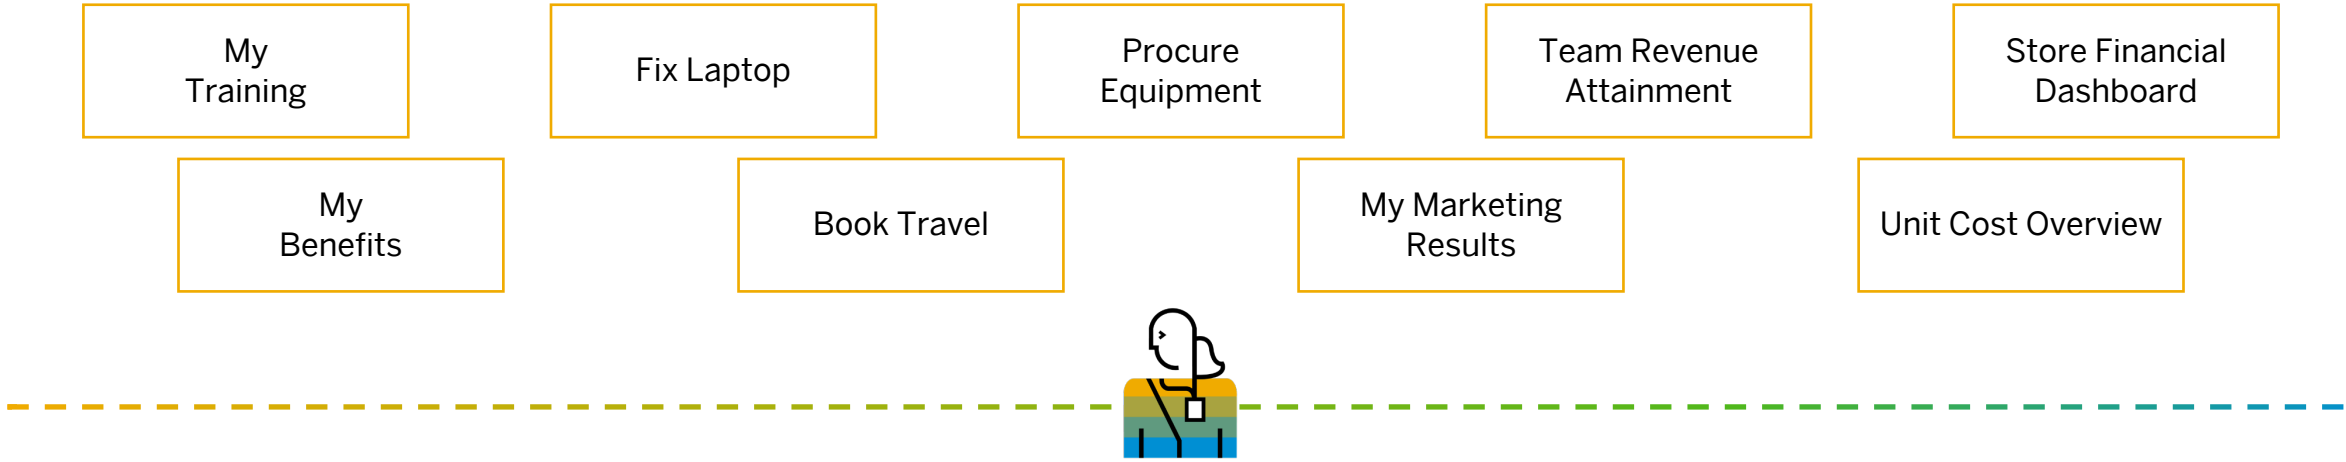 My
Training
Fix Laptop
Procure
Equipment
Team Revenue
Attainment
Store Financial
Dashboard
My
Benefits
Book Travel
My Marketing
Results
Unit Cost Overview